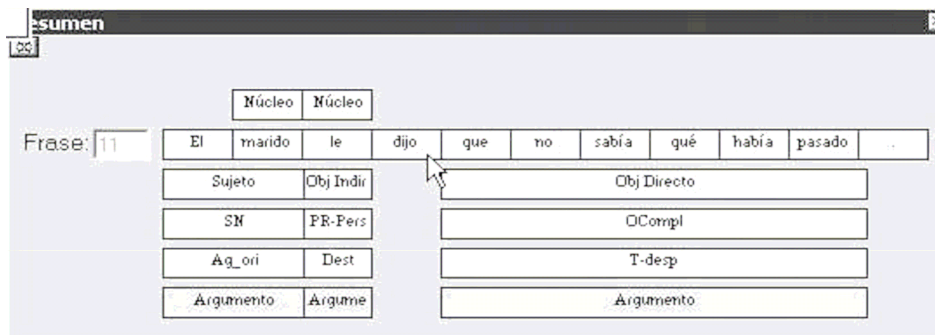 esumen
Núcleo Núcleo
Frase: 11 El marido le dijo que no sabía qué había pasado .
Sujeto Obj Indir Obj Directo
SN PR-Pers OCompl
Ag_ori Dest T-desp
Argumento Argume Argumento